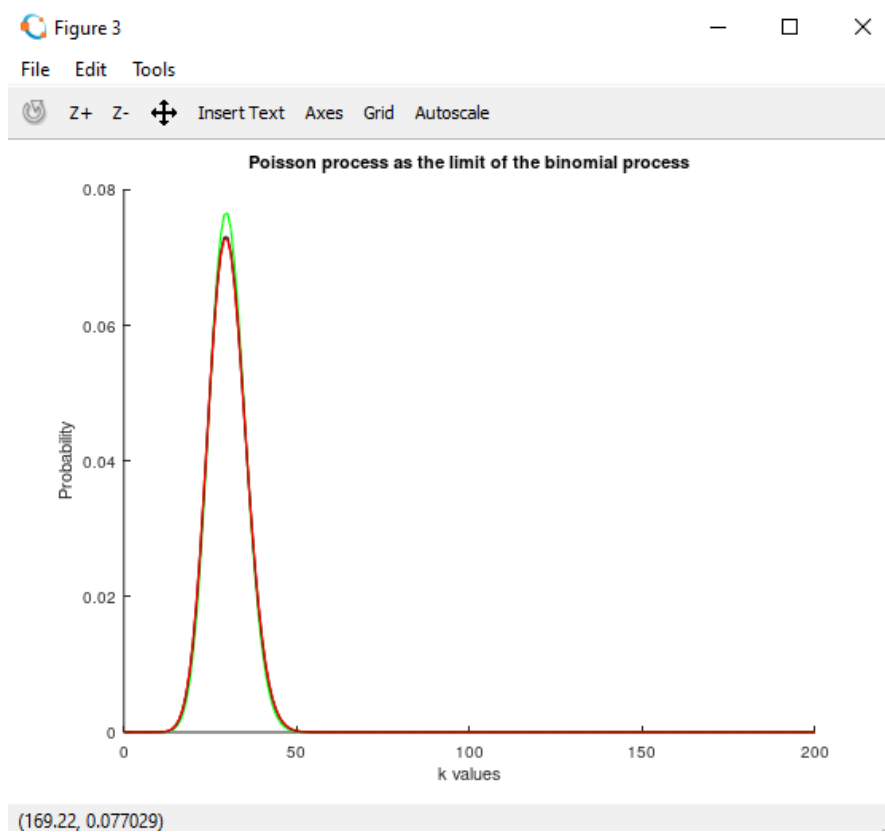 Figure 3
File Edit Tools
Z+ Z- Insert Text Axes Grid Autoscale
Poisson process as the limit of the binomial process
0.08
0.06
0.04
0.02
0
Probability
0 50 100 150 200
k values
(169.22, 0.077029)